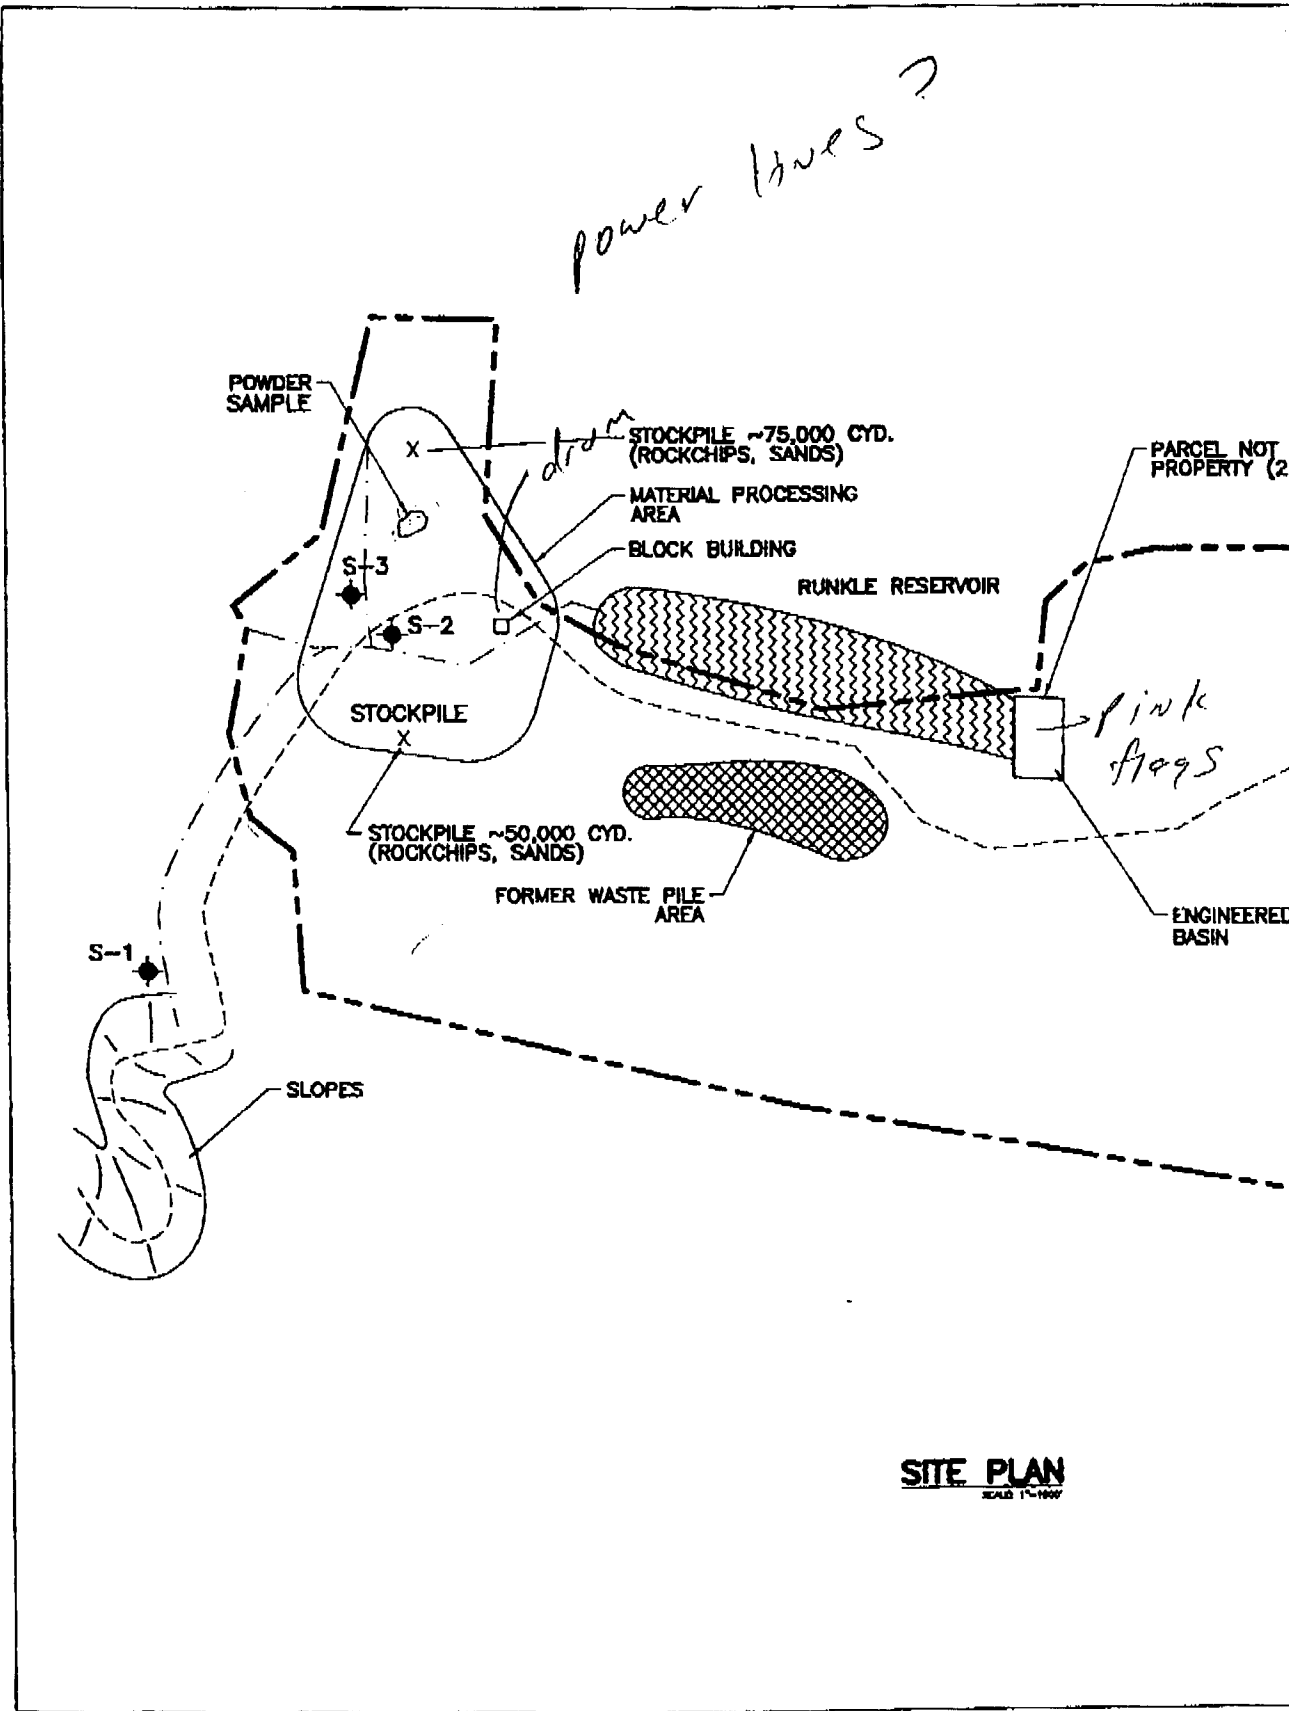 power lines?
POWDER
SAMPLE
drum
STOCKPILE ~75,000 CYD.
(ROCKCHIPS, SANDS)
MATERIAL PROCESSING
AREA
BLOCK BUILDING
PARCEL NOT
PROPERTY (2
S-3
RUNKLE RESERVOIR
S-2
STOCKPILE
pink
flags
STOCKPILE ~50,000 CYD.
(ROCKCHIPS, SANDS)
FORMER WASTE PILE
AREA
ENGINEERED
BASIN
S-1
SLOPES
SITE PLAN